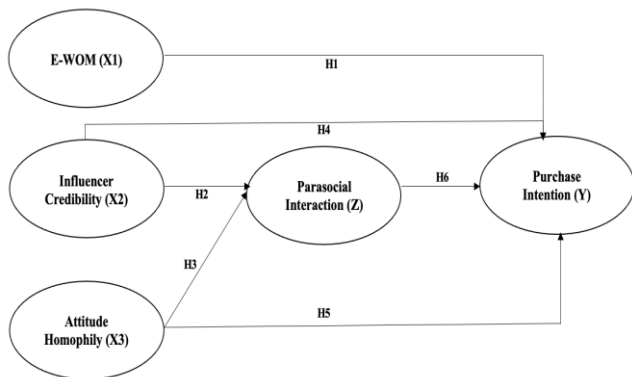 E-WOM (X1)
H1
H4
Influencer
Credibility (X2)
H2
Parasocial
Interaction (Z)
H6
Purchase
Intention (Y)
H3
Attitude
Homophily (X3)
H5